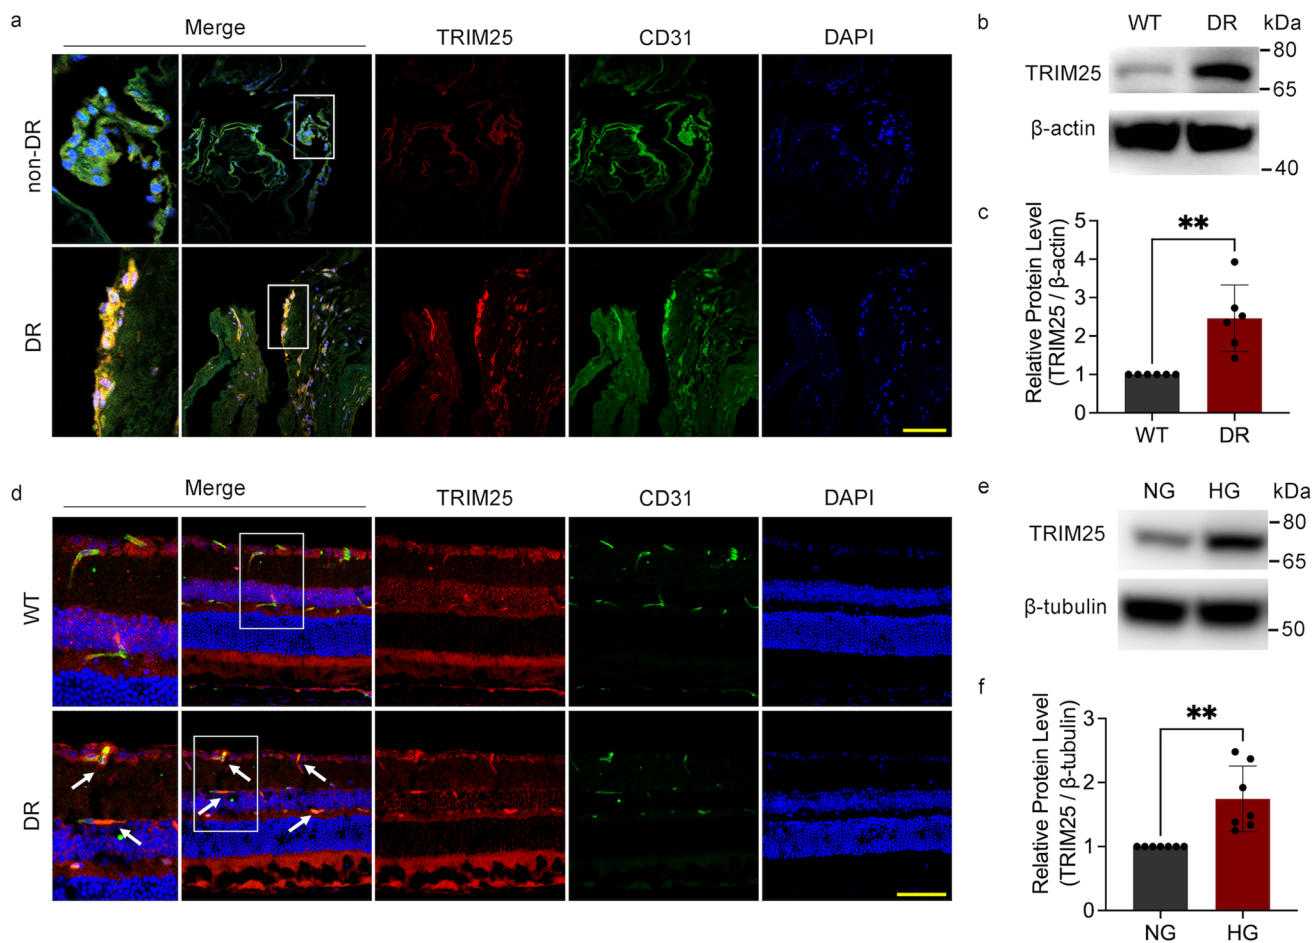 a
Merge TRIM25 CD31 DAPI
non-DR
DR
b
WT DR kDa
TRIM25
80
65
β-actin
40
c
Relative Protein Level
(TRIM25 / β-actin)
5
4
3
2
1
0
**
WT DR
d
Merge TRIM25 CD31 DAPI
WT
DR
e
NG HG kDa
TRIM25
80
65
β-tubulin
50
f
Relative Protein Level
(TRIM25 / β-tubulin)
3
2
1
0
**
NG HG